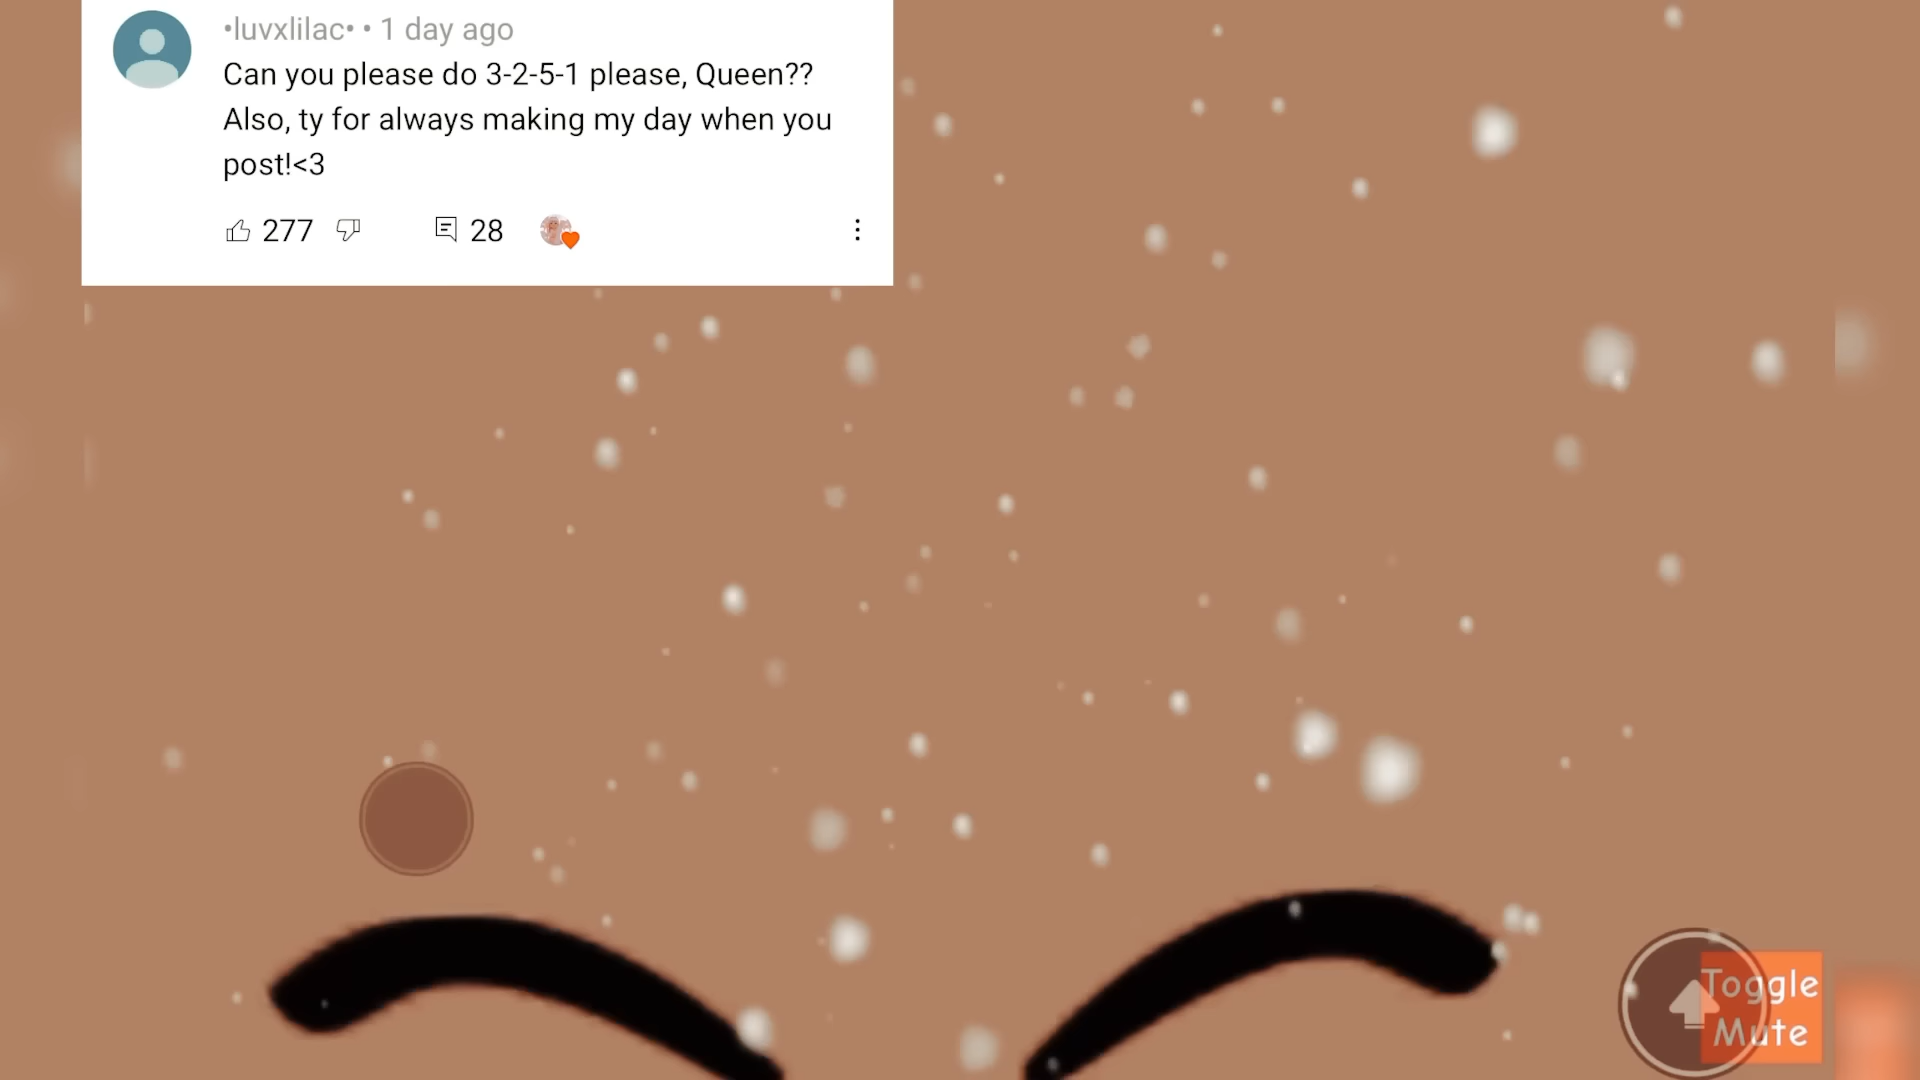 •luvxlilac• • 1 day ago
Can you please do 3-2-5-1 please, Queen??
Also, ty for always making my day when you
post!<3
277 28
Toggle
Mute